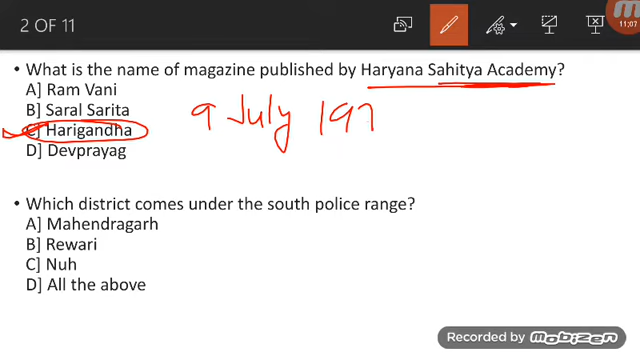 2 OF 11
11:07
• What is the name of magazine published by Haryana Sahitya Academy?
A] Ram Vani
B] Saral Sarita
C] Harigandha
D] Devprayag
9 July 197
• Which district comes under the south police range?
A] Mahendragarh
B] Rewari
C] Nuh
D] All the above
Recorded by mobizen